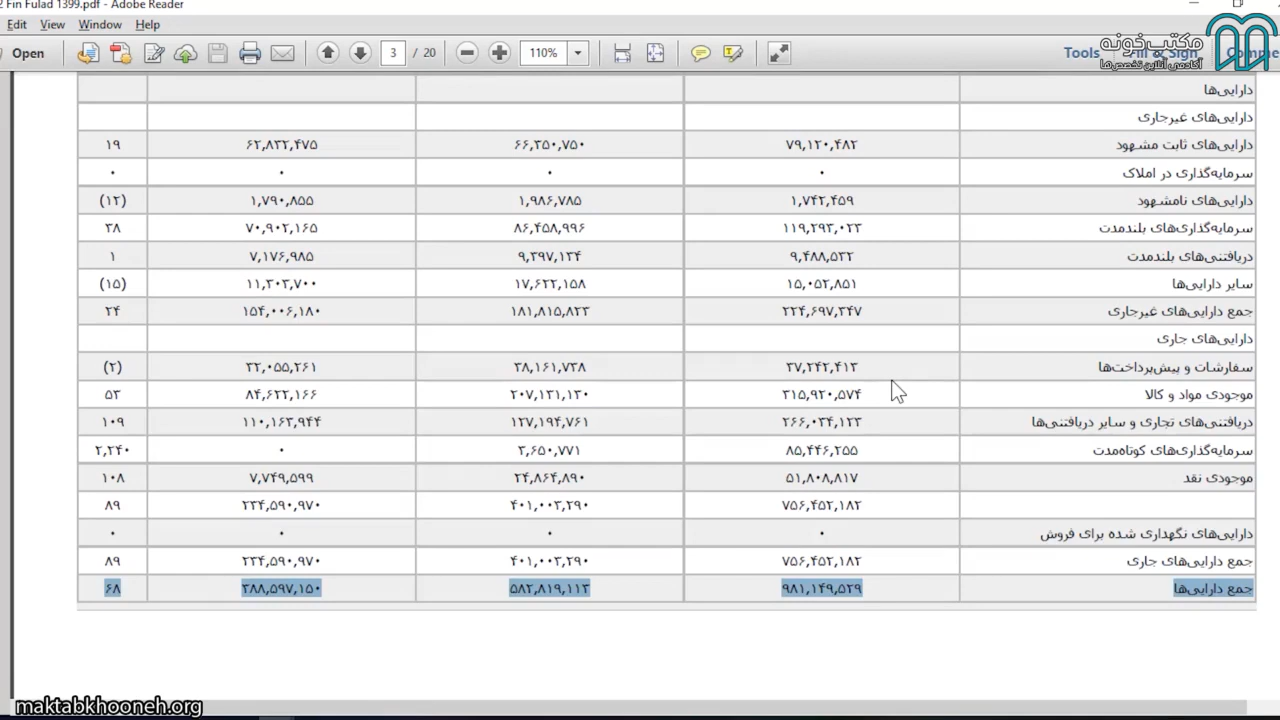 2 Fin Fulad 1399.pdf - Adobe Reader
Edit View Window Help
Open 3 / 20 110% Tools Fill & Sign Comme
مکتب‌خونه
آکادمی آنلاین تخصص‌ها
دارایی‌ها
دارایی‌های غیرجاری
دارایی‌های ثابت مشهود ۷۹,۱۲۰,۴۸۲ ۶۶,۳۵۰,۷۵۰ ۶۲,۸۳۲,۴۷۵ ۱۹
سرمایه‌گذاری در املاک ۰ ۰ ۰ ۰
دارایی‌های نامشهود ۱,۷۴۲,۴۵۹ ۱,۹۸۶,۷۸۵ ۱,۷۹۰,۸۵۵ (۱۲)
سرمایه‌گذاری‌های بلندمدت ۱۱۹,۲۹۳,۰۲۳ ۸۶,۴۵۸,۹۹۶ ۷۰,۹۰۲,۱۶۵ ۳۸
دریافتنی‌های بلندمدت ۹,۴۸۸,۵۳۲ ۹,۳۹۷,۱۳۴ ۷,۱۷۶,۹۸۵ ۱
سایر دارایی‌ها ۱۵,۰۵۲,۸۵۱ ۱۷,۶۲۲,۱۵۸ ۱۱,۳۰۳,۷۰۰ (۱۵)
جمع دارایی‌های غیرجاری ۲۲۴,۶۹۷,۳۴۷ ۱۸۱,۸۱۵,۸۲۳ ۱۵۴,۰۰۶,۱۸۰ ۲۴
دارایی‌های جاری
سفارشات و پیش‌پرداخت‌ها ۳۷,۲۴۲,۴۱۳ ۳۸,۱۶۱,۷۳۸ ۳۲,۰۵۵,۲۶۱ (۲)
موجودی مواد و کالا ۳۱۵,۹۲۰,۵۷۴ ۲۰۷,۱۳۱,۱۳۰ ۸۴,۶۲۲,۱۶۶ ۵۳
دریافتنی‌های تجاری و سایر دریافتنی‌ها ۲۶۶,۰۳۴,۱۲۳ ۱۲۷,۱۹۴,۷۶۱ ۱۱۰,۱۶۳,۹۴۴ ۱۰۹
سرمایه‌گذاری‌های کوتاه‌مدت ۸۵,۴۴۶,۲۵۵ ۳,۶۵۰,۷۷۱ ۰ ۲,۲۴۰
موجودی نقد ۵۱,۸۰۸,۸۱۷ ۲۴,۸۶۴,۸۹۰ ۷,۷۴۹,۵۹۹ ۱۰۸
۷۵۶,۴۵۲,۱۸۲ ۴۰۱,۰۰۳,۲۹۰ ۲۳۴,۵۹۰,۹۷۰ ۸۹
دارایی‌های نگهداری شده برای فروش ۰ ۰ ۰ ۰
جمع دارایی‌های جاری ۷۵۶,۴۵۲,۱۸۲ ۴۰۱,۰۰۳,۲۹۰ ۲۳۴,۵۹۰,۹۷۰ ۸۹
جمع دارایی‌ها ۹۸۱,۱۴۹,۵۲۹ ۵۸۲,۸۱۹,۱۱۳ ۳۸۸,۵۹۷,۱۵۰ ۶۸
maktabkhooneh.org